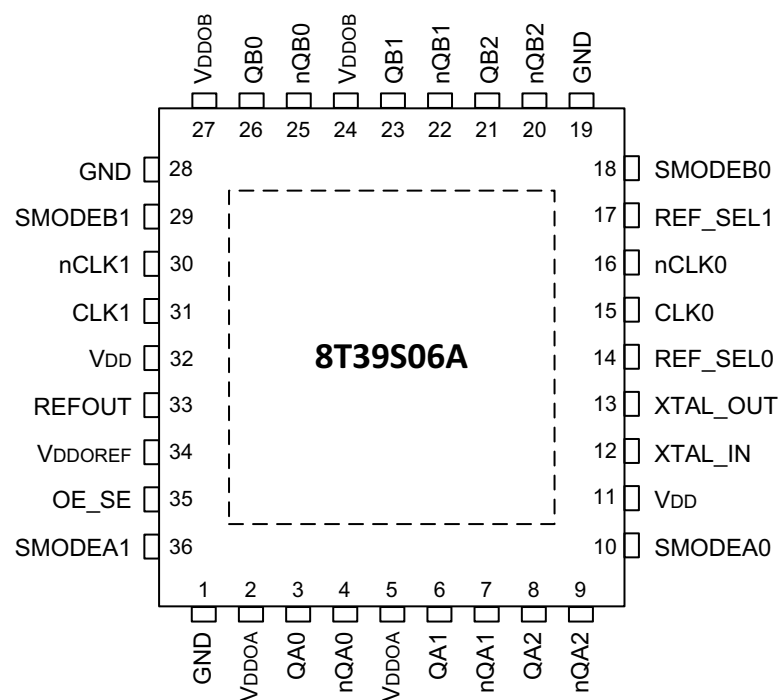 VDDOB QB0 nQB0 VDDOB QB1 nQB1 QB2 nQB2 GND
27 26 25 24 23 22 21 20 19
GND 28 18 SMODEB0
SMODEB1 29 17 REF_SEL1
nCLK1 30 16 nCLK0
CLK1 31 15 CLK0
VDD 32 8T39S06A 14 REF_SEL0
REFOUT 33 13 XTAL_OUT
VDDOREF 34 12 XTAL_IN
OE_SE 35 11 VDD
SMODEA1 36 10 SMODEA0
1 2 3 4 5 6 7 8 9
GND VDDOA QA0 nQA0 VDDOA QA1 nQA1 QA2 nQA2